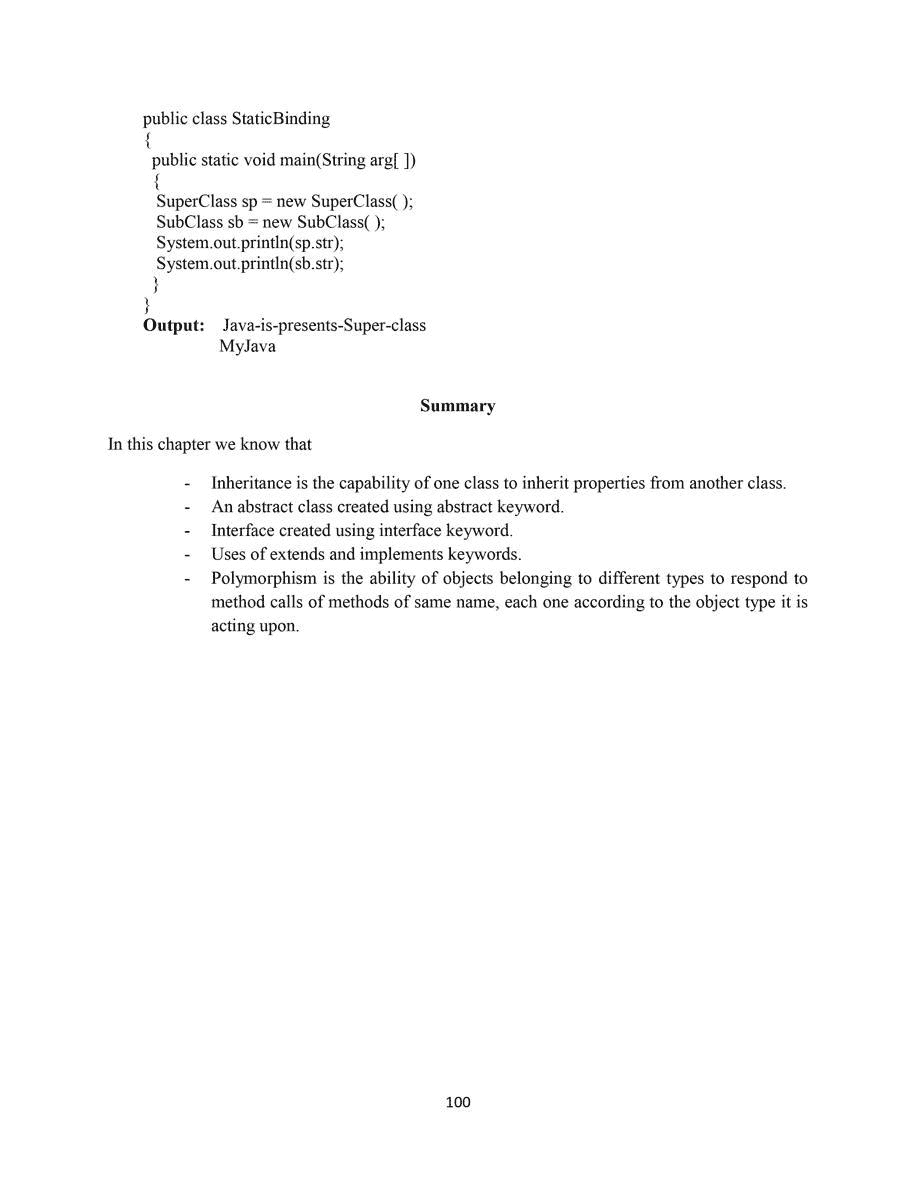 public class StaticBinding
{
public static void main(String arg[ ])
{
SuperClass sp = new SuperClass( );
SubClass sb = new SubClass( );
System.out.println(sp.str);
System.out.println(sb.str);
}
}
Output: Java-is-presents-Super-class
MyJava
Summary
In this chapter we know that
- Inheritance is the capability of one class to inherit properties from another class.
- An abstract class created using abstract keyword.
- Interface created using interface keyword.
- Uses of extends and implements keywords.
- Polymorphism is the ability of objects belonging to different types to respond to
method calls of methods of same name, each one according to the object type it is
acting upon.
100